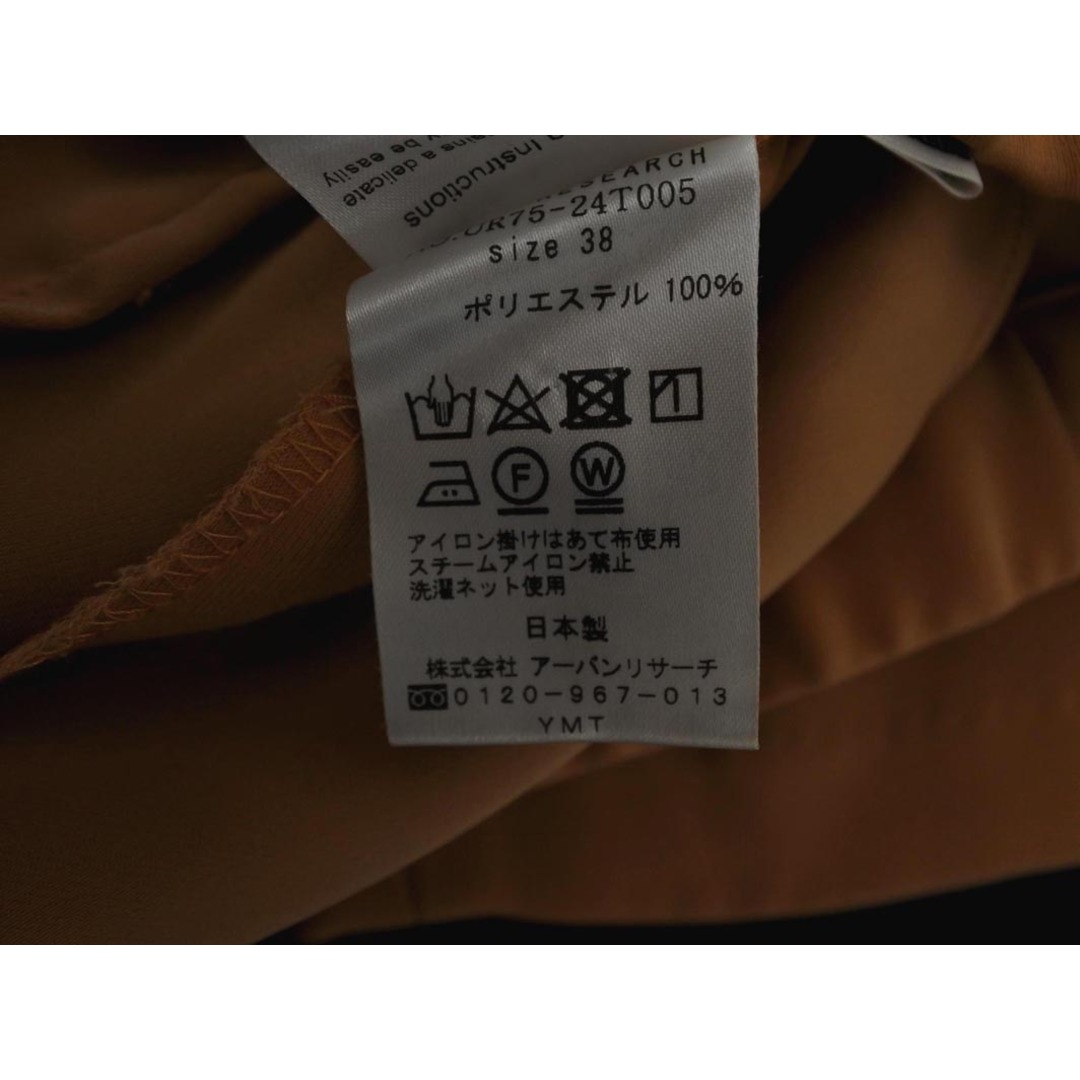 y be easily
a delicate
Instructions
UR75-24T005
size 38
ポリエステル 100%
F
W
アイロン掛けはあて布使用
スチームアイロン禁止
洗濯ネット使用
日本製
株式会社 アーバンリサーチ
0120-967-013
YMT